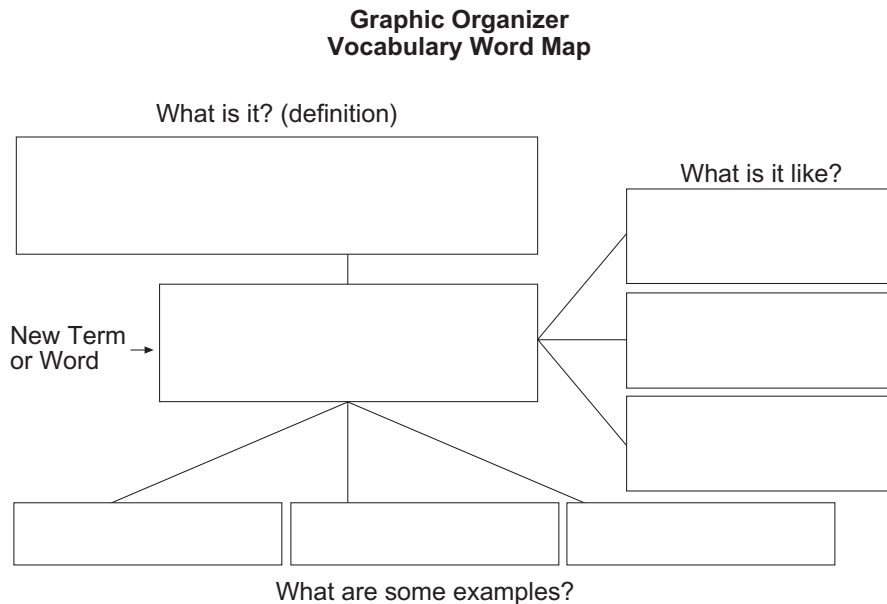 Graphic Organizer
Vocabulary Word Map
What is it? (definition)
What is it like?
New Term
or Word
What are some examples?